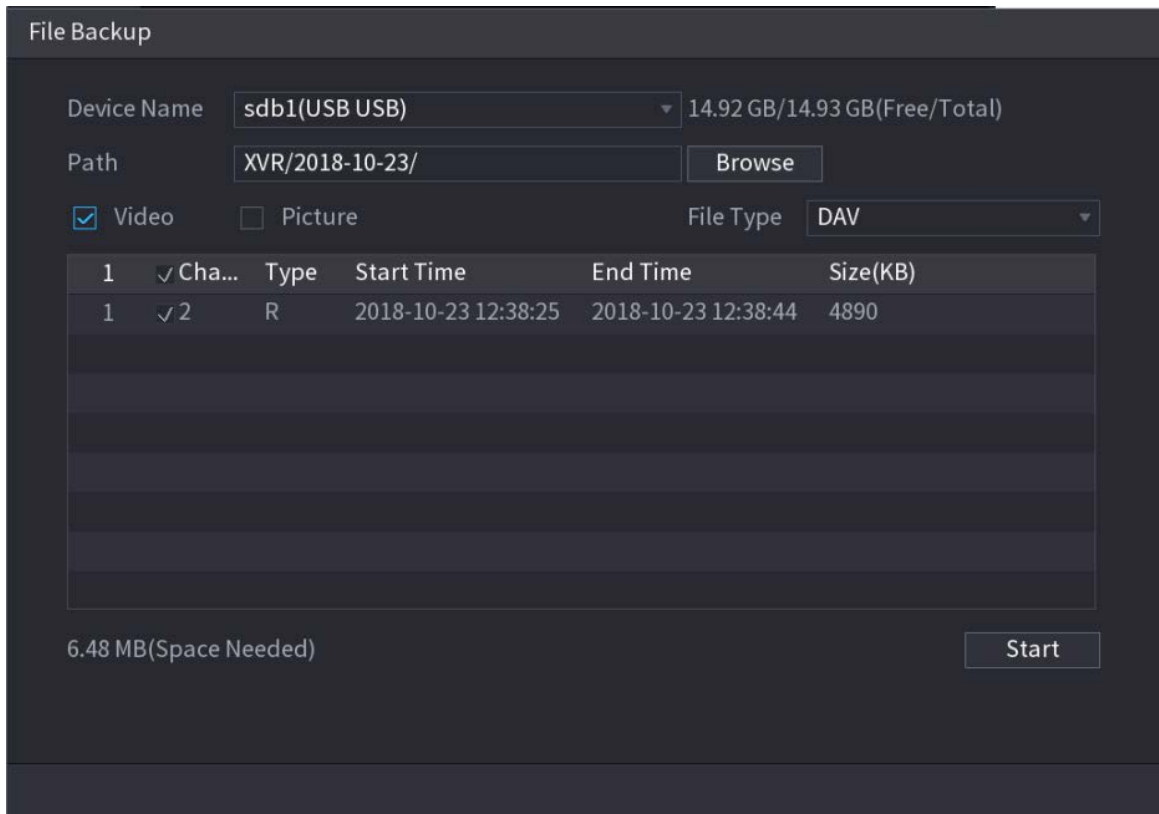 File Backup
Device Name sdb1(USB USB) 14.92 GB/14.93 GB(Free/Total)
Path XVR/2018-10-23/ Browse
Video Picture File Type DAV
1 Cha... Type Start Time End Time Size(KB)
1 2 R 2018-10-23 12:38:25 2018-10-23 12:38:44 4890
6.48 MB(Space Needed) Start